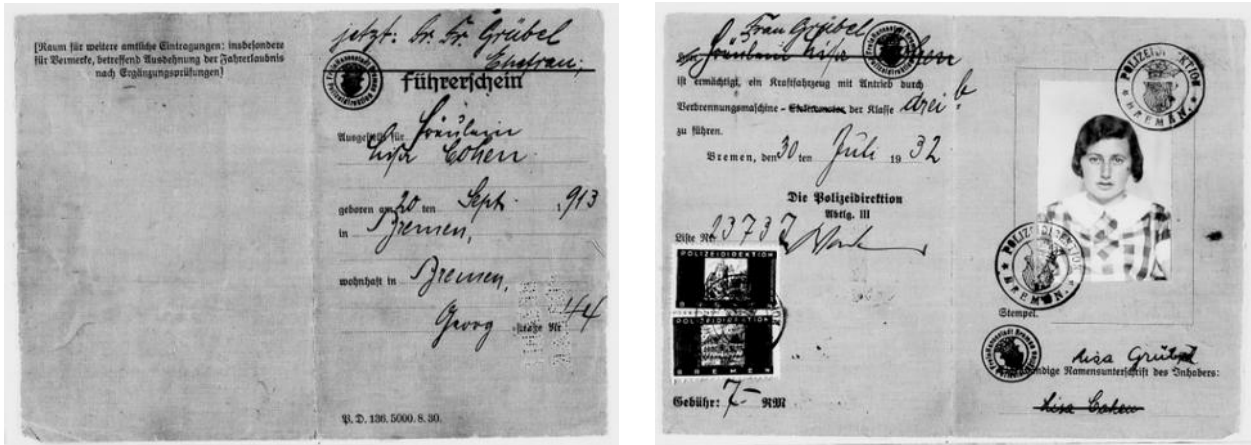 [Raum für weitere amtliche Eintragungen: insbesondere
für Vermerke, betreffend Ausdehnung der Fahrerlaubnis
nach Ergänzungsprüfungen]
jetzt: Dr. Fr. Grübel
Ehefrau,
Führerschein
Ausgestellt für Fräulein
Lisa Cohen
geboren am 20 ten Sept. 1913
in Bremen,
wohnhaft in Bremen,
Georg straße Nr 44
P. D. 136. 5000. 8. 30.
Frau Grübel
Fräulein Lisa Cohen
ist ermächtigt, ein Kraftfahrzeug mit Antrieb durch
Verbrennungsmaschine - der Klasse drei b
zu führen.
Bremen, den 30 ten Juli 19 32
Die Polizeidirektion
Abtlg. III
Liste Nr. 23737
POLIZEIDIREKTION
BREMEN
POLIZEIDIREKTION
BREMEN
Gebühr: 7.- RM
POLIZEIDIREKTION
BREMEN.
POLIZEIDIREKTION
BREMEN.
Stempel.
Lisa Grübel
Eigenhändige Namensunterschrift des Inhabers:
Lisa Cohen